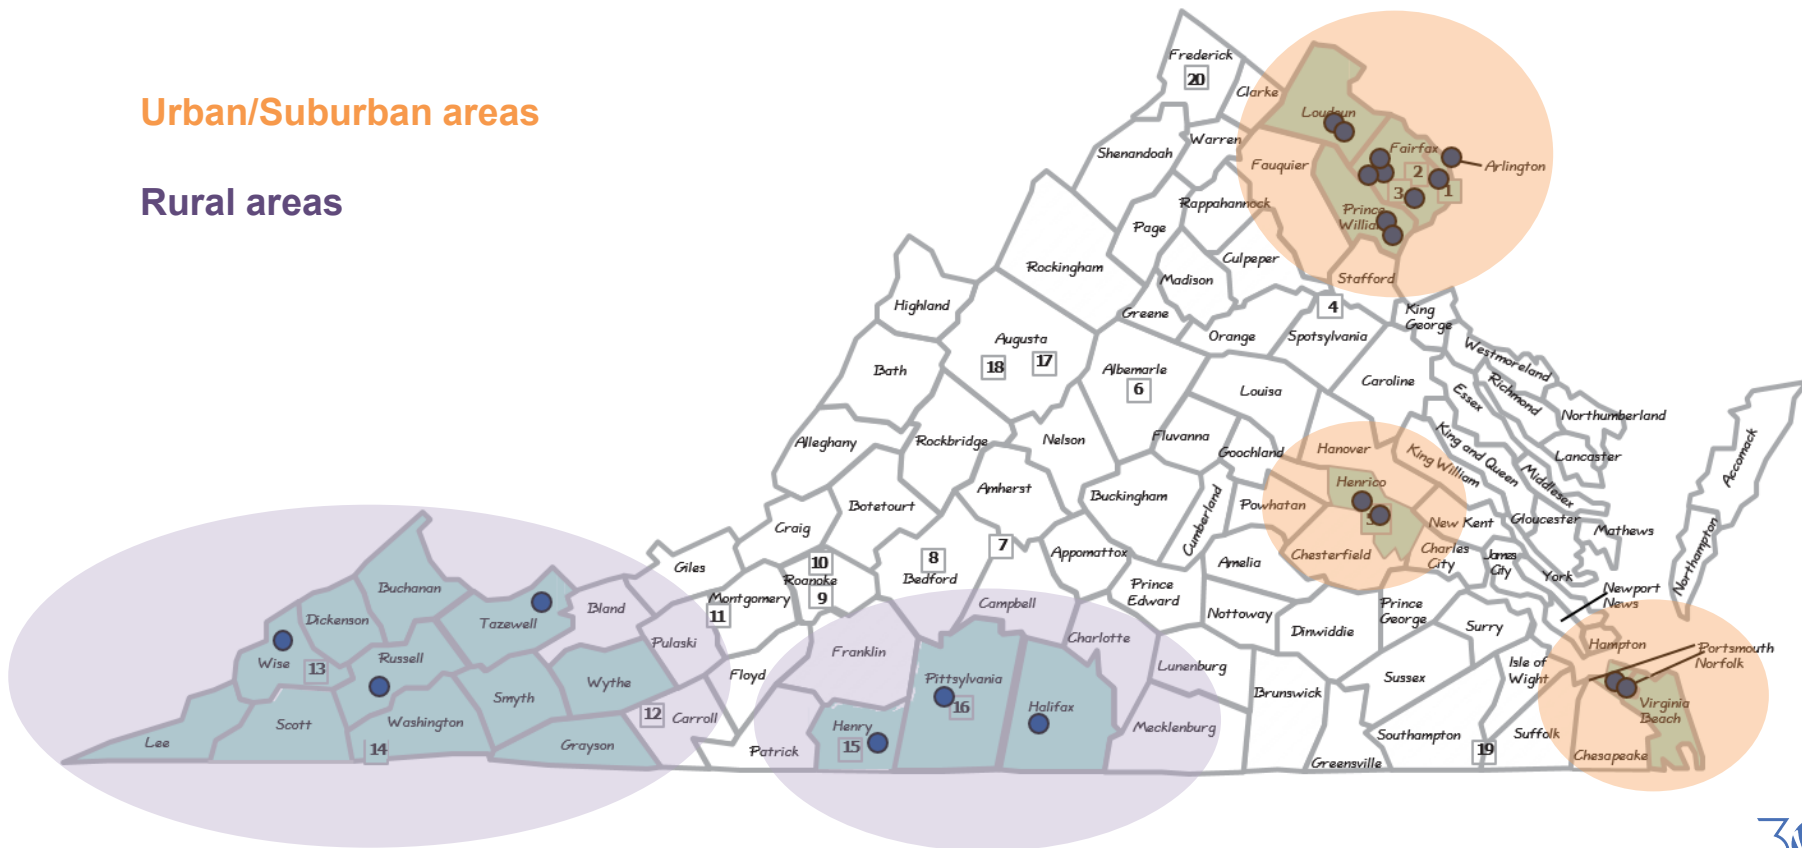 Urban/Suburban areas
Rural areas
Frederick
20
Clarke
Loudoun
Warren
Shenandoah
Fauquier
Fairfax
2
Arlington
3
1
Rappahannock
Prince
William
Page
Culpeper
Rockingham
Madison
Stafford
Highland
Greene
4
King
George
Orange
Spotsylvania
Augusta
18
17
Westmoreland
Bath
Albemarle
6
Louisa
Caroline
Essex
Richmond
Northumberland
Alleghany
Rockbridge
Nelson
Fluvanna
Goochland
Hanover
King William
King and Queen
Lancaster
Accomack
Middlesex
Amherst
Buckingham
Cumberland
Henrico
5
Powhatan
Botetourt
Craig
New Kent
Gloucester
Mathews
Northampton
Giles
10
Roanoke
9
8
Bedford
7
Appomattox
Amelia
Chesterfield
Charles
City
James
City
York
Newport
News
Buchanan
Dickenson
Tazewell
Bland
Montgomery
11
Pulaski
Campbell
Prince
Edward
Nottoway
Prince
George
Dinwiddie
Surry
Hampton
Portsmouth
Norfolk
Wise
13
Russell
Wythe
Smyth
Floyd
Franklin
Charlotte
Lunenburg
Isle of
Wight
Sussex
Brunswick
Pittsylvania
16
Halifax
Virginia
Beach
Lee
Scott
Washington
14
Grayson
12
Carroll
Patrick
Henry
15
Mecklenburg
Southampton
19
Suffolk
Chesapeake
Greensville